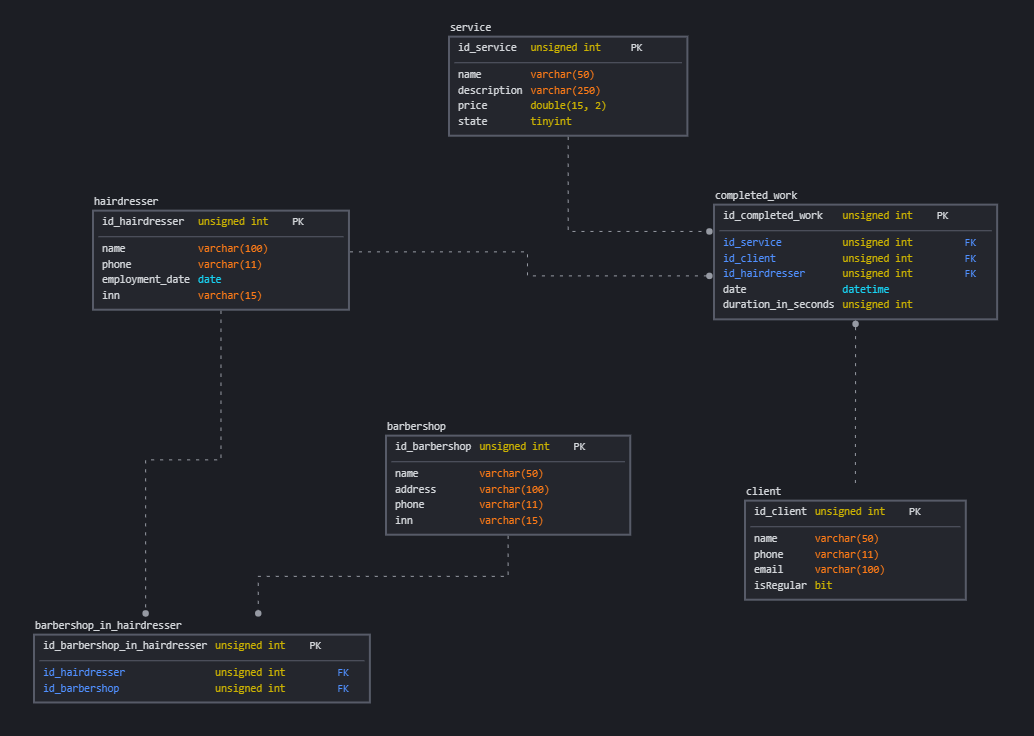 service
id_service unsigned int PK
name varchar(50)
description varchar(250)
price double(15, 2)
state tinyint
completed_work
id_completed_work unsigned int PK
id_service unsigned int FK
id_client unsigned int FK
id_hairdresser unsigned int FK
date datetime
duration_in_seconds unsigned int
hairdresser
id_hairdresser unsigned int PK
name varchar(100)
phone varchar(11)
employment_date date
inn varchar(15)
barbershop
id_barbershop unsigned int PK
name varchar(50)
address varchar(100)
phone varchar(11)
inn varchar(15)
client
id_client unsigned int PK
name varchar(50)
phone varchar(11)
email varchar(100)
isRegular bit
barbershop_in_hairdresser
id_barbershop_in_hairdresser unsigned int PK
id_hairdresser unsigned int FK
id_barbershop unsigned int FK